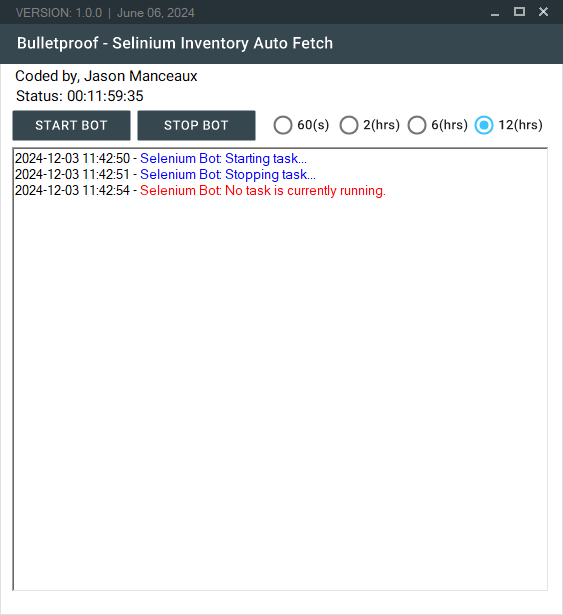 VERSION: 1.0.0 | June 06, 2024
Bulletproof - Selinium Inventory Auto Fetch
Coded by, Jason Manceaux
Status: 00:11:59:35
START BOT STOP BOT 60(s) 2(hrs) 6(hrs) 12(hrs)
2024-12-03 11:42:50 - Selenium Bot: Starting task...
2024-12-03 11:42:51 - Selenium Bot: Stopping task...
2024-12-03 11:42:54 - Selenium Bot: No task is currently running.